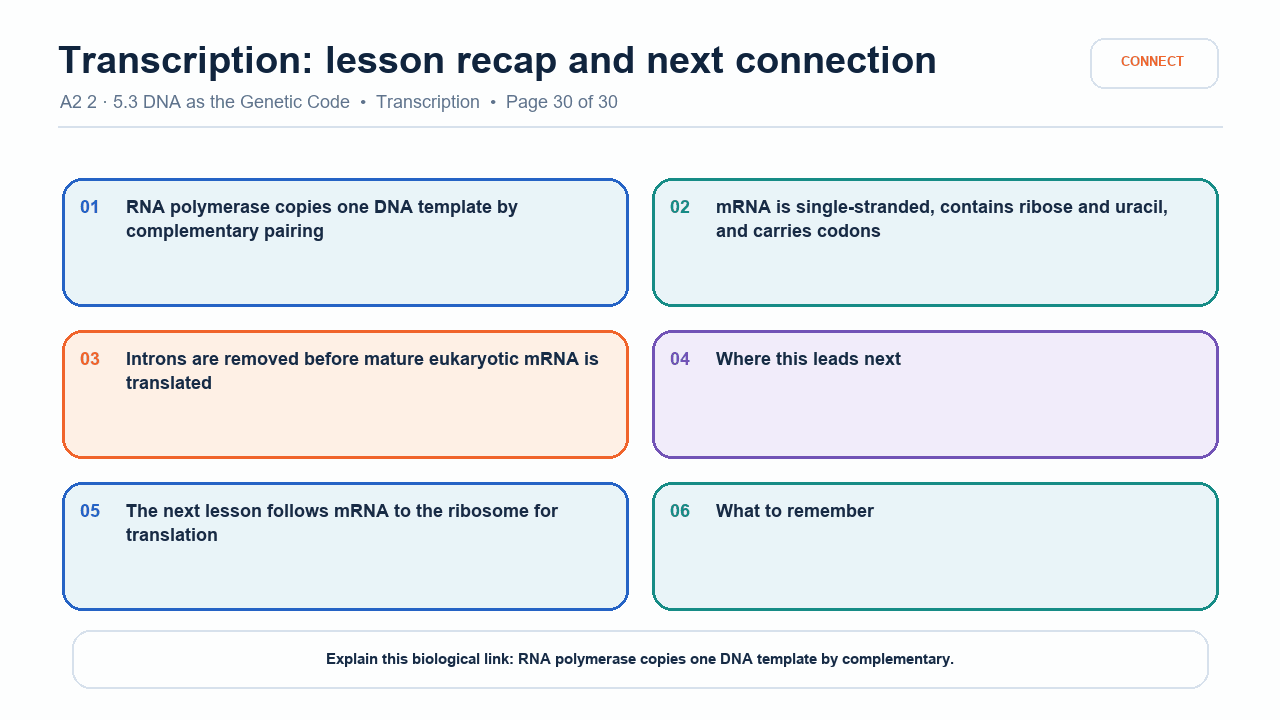 Transcription: lesson recap and next connection
CONNECT
A2 2 · 5.3 DNA as the Genetic Code • Transcription • Page 30 of 30
01 RNA polymerase copies one DNA template by
complementary pairing
02 mRNA is single-stranded, contains ribose and uracil,
and carries codons
03 Introns are removed before mature eukaryotic mRNA is
translated
04 Where this leads next
05 The next lesson follows mRNA to the ribosome for
translation
06 What to remember
Explain this biological link: RNA polymerase copies one DNA template by complementary.